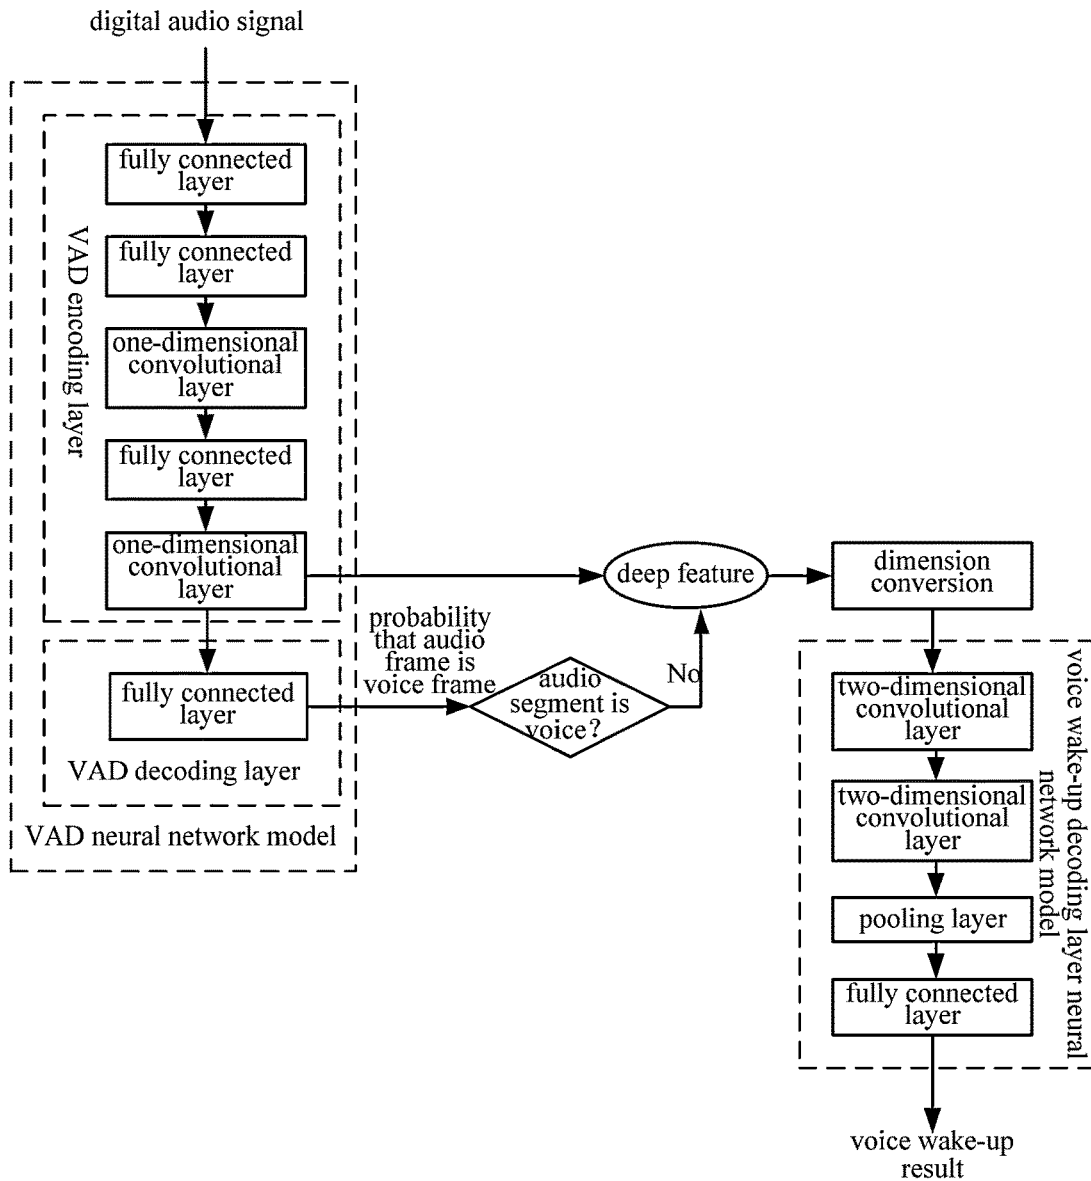 digital audio signal
fully connected
layer
fully connected
layer
one-dimensional
convolutional
layer
fully connected
layer
one-dimensional
convolutional
layer
VAD encoding layer
fully connected
layer
VAD decoding layer
VAD neural network model
probability
that audio
frame is
voice frame
audio
segment is
voice?
No
deep feature
dimension
conversion
two-dimensional
convolutional
layer
two-dimensional
convolutional
layer
pooling layer
fully connected
layer
voice wake-up decoding layer neural
network model
voice wake-up
result